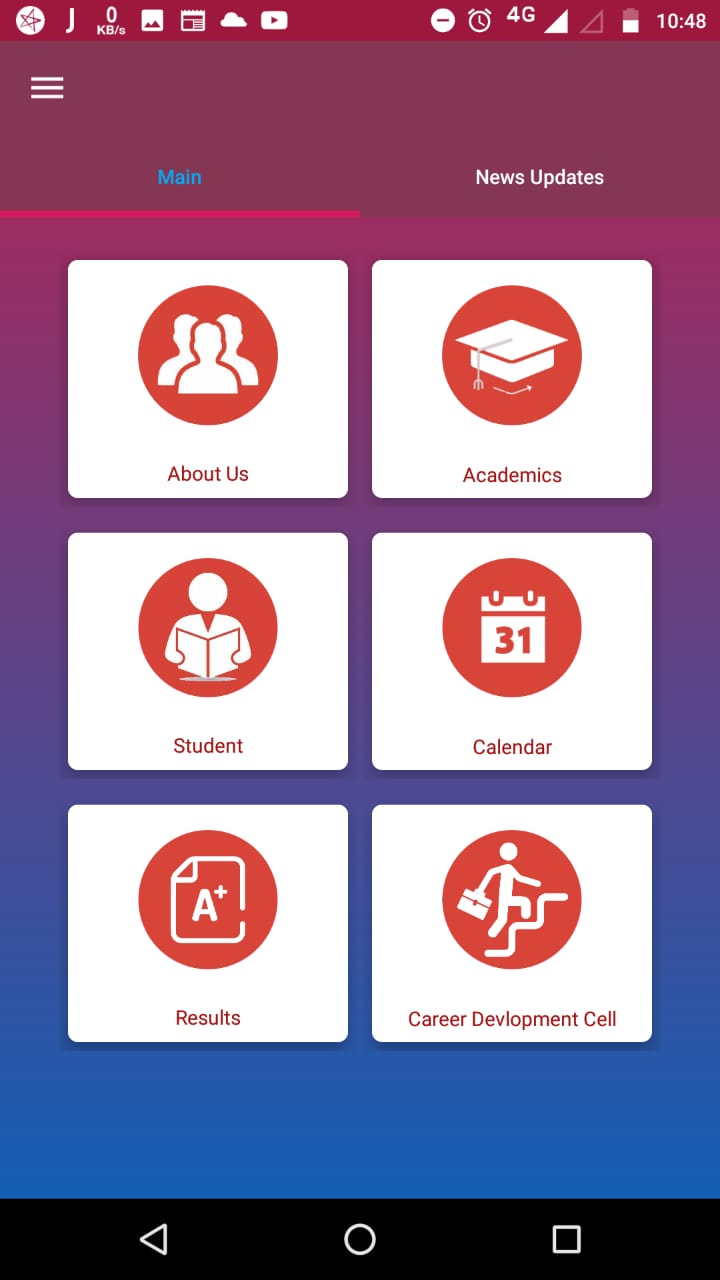 J
0
KB/s
4G
10:48
Main
News Updates
About Us
Academics
Student
31
Calendar
A+
Results
Career Devlopment Cell